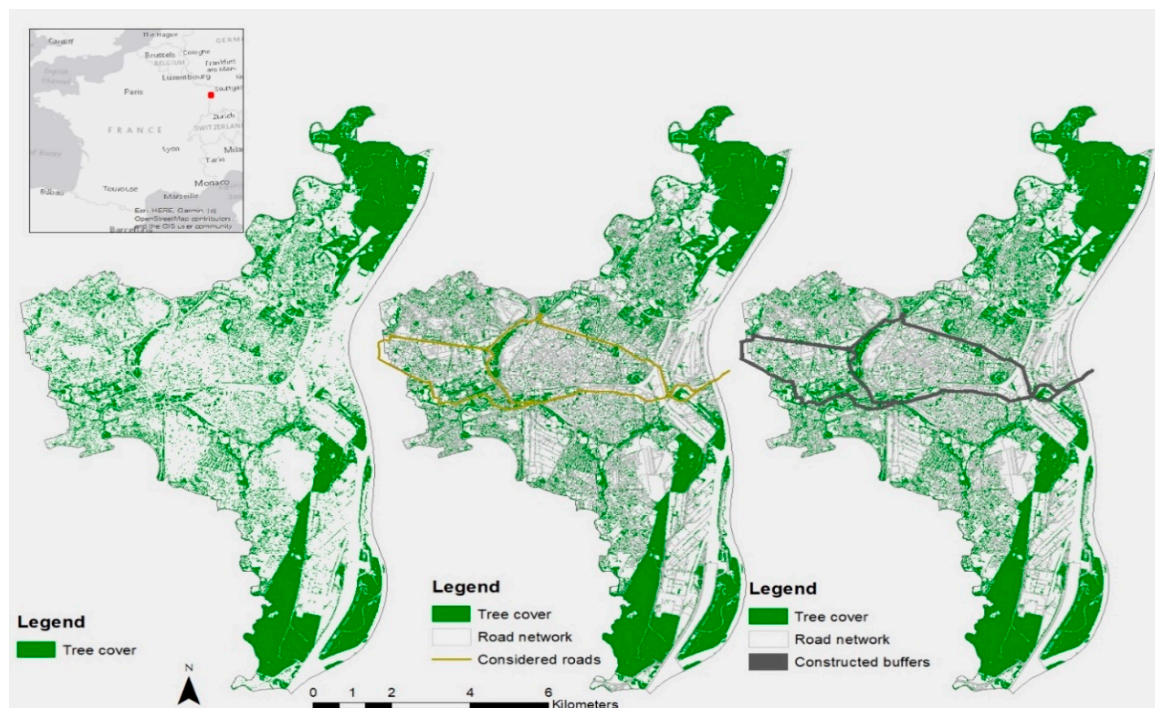 The Hague
Cardiff
GERM
Brussels Cologne
BELGIUM
Frankfurt
am Main
Luxembourg
Paris
Stuttgart
FRANCE
Zurich
SWITZERLAND
Lyon
Turin
Monaco
Toulouse
Marseille
Esri, HERE, Garmin, (c)
OpenStreetMap contributors
and the GIS user community
Legend
Tree cover
N
Legend
Tree cover
Road network
Considered roads
Legend
Tree cover
Road network
Constructed buffers
0 1 2 4 6
Kilometers